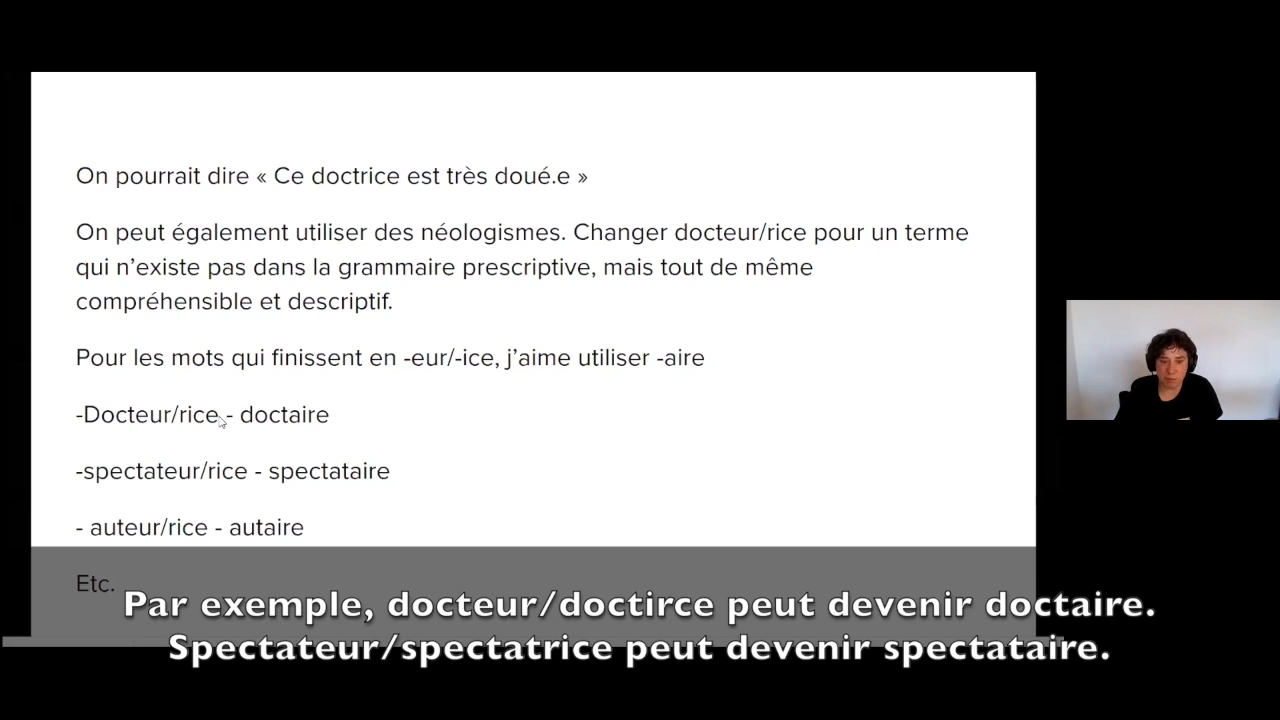 On pourrait dire « Ce doctrice est très doué.e »
On peut également utiliser des néologismes. Changer docteur/rice pour un terme
qui n’existe pas dans la grammaire prescriptive, mais tout de même
compréhensible et descriptif.
Pour les mots qui finissent en -eur/-ice, j’aime utiliser -aire
-Docteur/rice - doctaire
-spectateur/rice - spectataire
- auteur/rice - autaire
Etc.
Par exemple, docteur/doctirce peut devenir doctaire.
Spectateur/spectatrice peut devenir spectataire.